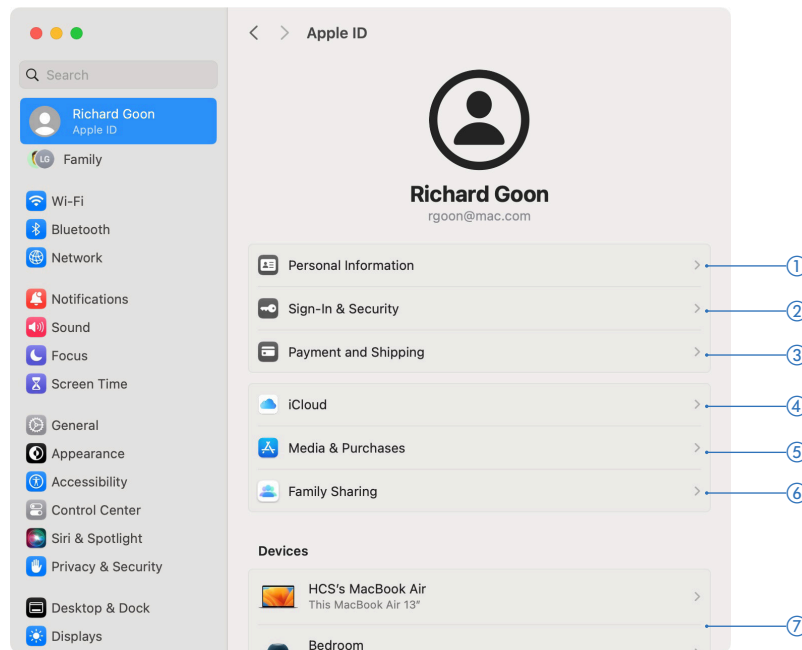 Apple ID
Search
Richard Goon
Apple ID
LG
Family
Wi-Fi
Bluetooth
Network
Notifications
Sound
Focus
Screen Time
General
Appearance
Accessibility
Control Center
Siri & Spotlight
Privacy & Security
Desktop & Dock
Displays
Richard Goon
rgoon@mac.com
Personal Information
1
Sign-In & Security
2
Payment and Shipping
3
iCloud
4
Media & Purchases
5
Family Sharing
6
Devices
HCS's MacBook Air
This MacBook Air 13"
7
Bedroom